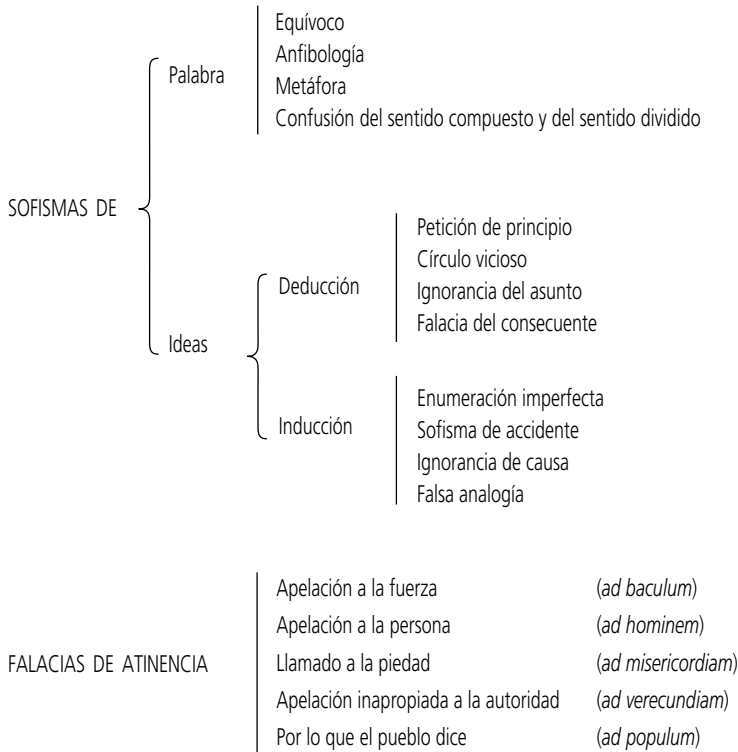 SOFISMAS DE
Palabra
Equívoco
Anfibología
Metáfora
Confusión del sentido compuesto y del sentido dividido
Ideas
Deducción
Petición de principio
Círculo vicioso
Ignorancia del asunto
Falacia del consecuente
Inducción
Enumeración imperfecta
Sofisma de accidente
Ignorancia de causa
Falsa analogía
FALACIAS DE ATINENCIA
Apelación a la fuerza (ad baculum)
Apelación a la persona (ad hominem)
Llamado a la piedad (ad misericordiam)
Apelación inapropiada a la autoridad (ad verecundiam)
Por lo que el pueblo dice (ad populum)